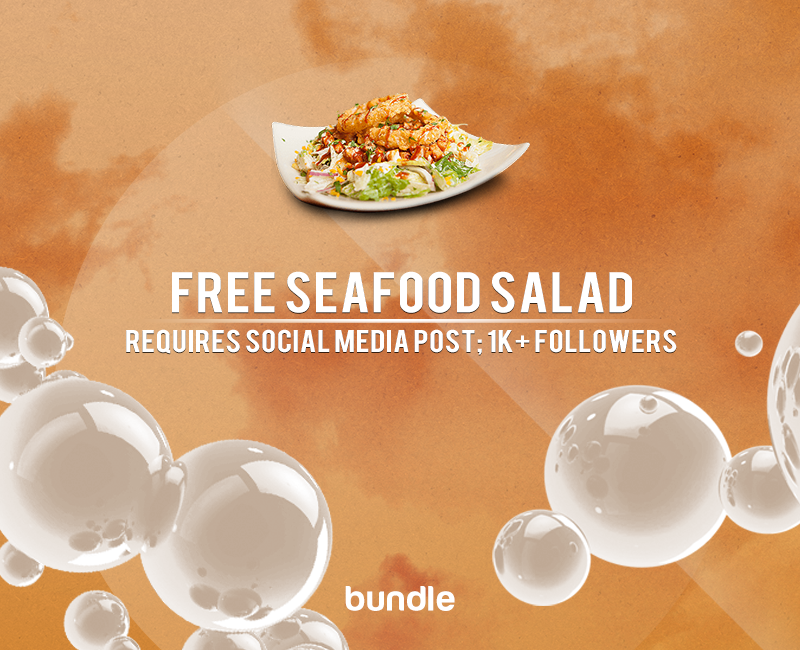 FREE SEAFOOD SALAD
REQUIRES SOCIAL MEDIA POST; 1K+ FOLLOWERS
bundle